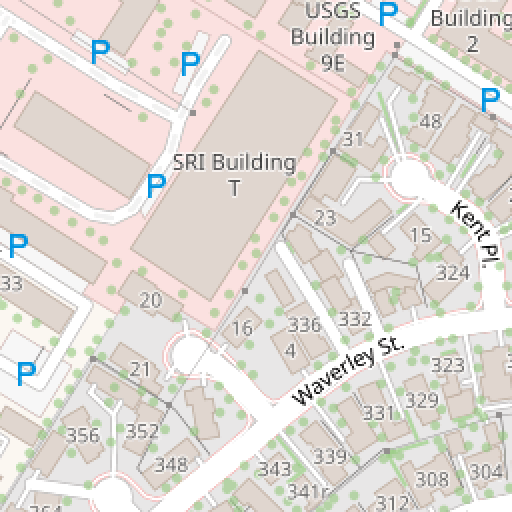 USGS
Building
9E
P
Building
2
P
P
P
48
31
SRI Building
T
P
23
Kent Pl.
15
P
324
33
20
16
336
4
332
Waverley St.
P
21
323
329
331
356
352
348
339
343
341r
308
304
312